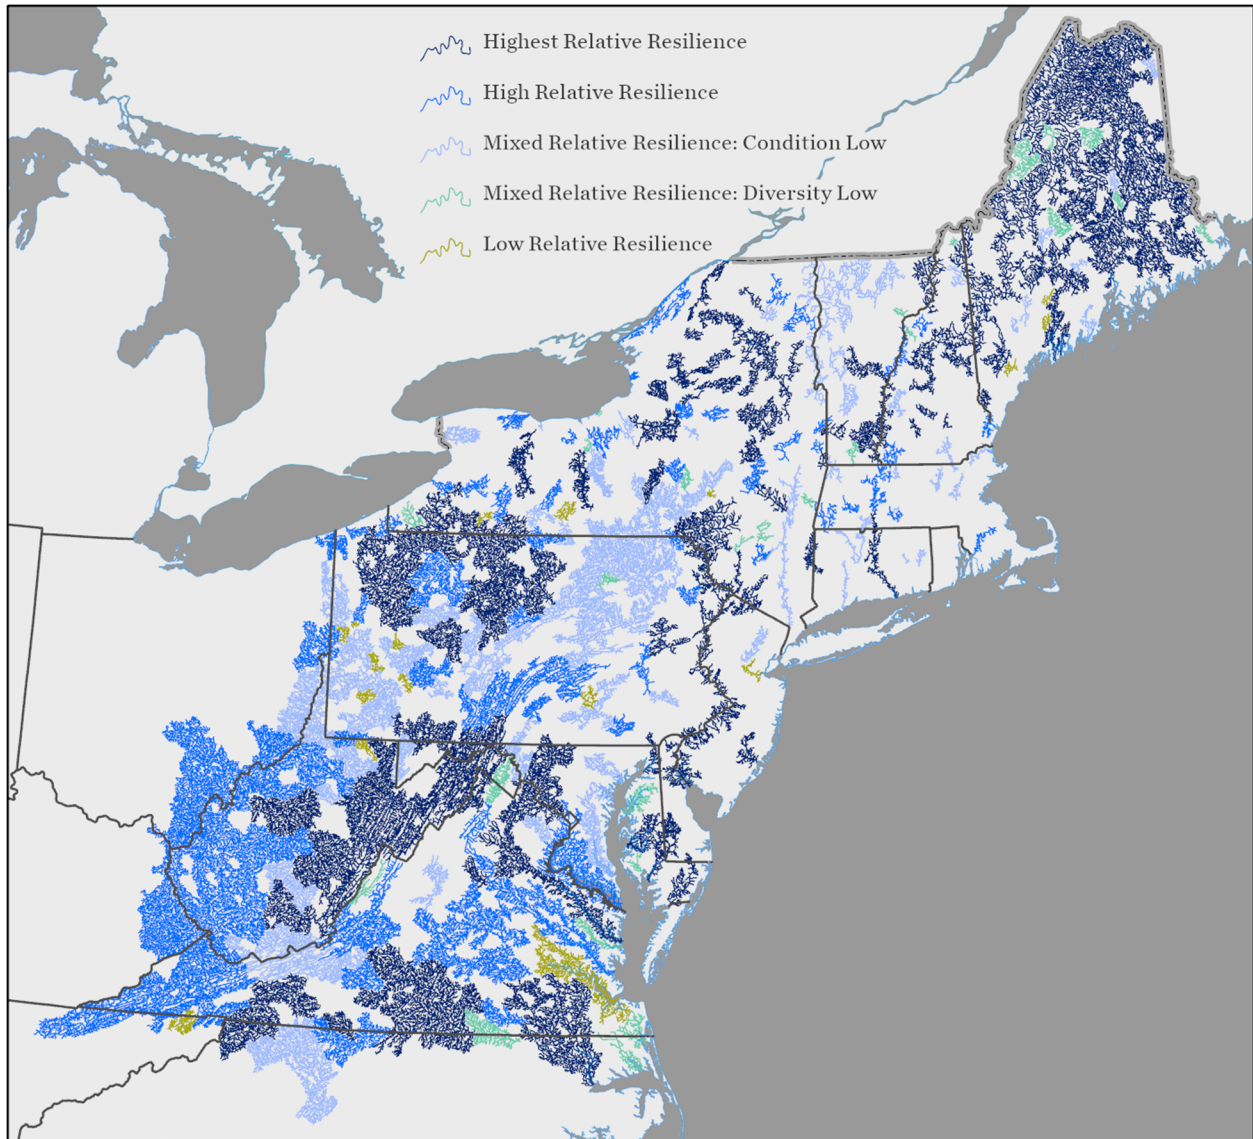 Highest Relative Resilience
High Relative Resilience
Mixed Relative Resilience: Condition Low
Mixed Relative Resilience: Diversity Low
Low Relative Resilience